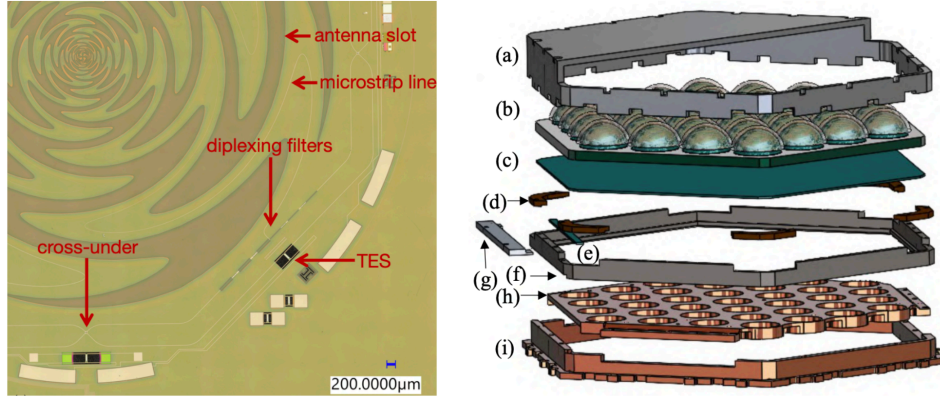 antenna slot
microstrip line
diplexing filters
cross-under
TES
200.0000µm
(a)
(b)
(c)
(d)
(e)
(g)
(f)
(h)
(i)